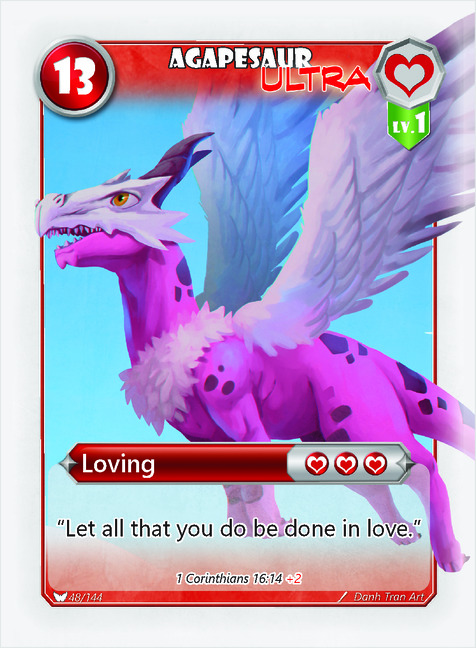 13
AGAPESAUR
ULTRA
LV.1
Loving
“Let all that you do be done in love.”
1 Corinthians 16:14 +2
48/144
Danh Tran Art